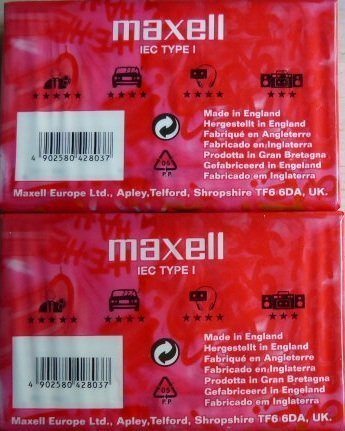 maxell
IEC TYPE I
★★★★★ ★★★★★ ★★★★★ ★★★★★
Made in England
Hergestellt in England
Fabriqué en Angleterre
Fabricado en Inglaterra
Prodotta in Gran Bretagna
Gefabriceerd in Engeland
Fabricado em Inglaterra
4 902580 428037
05
P.P.
Maxell Europe Ltd., Apley, Telford, Shropshire TF6 6DA, UK.
maxell
IEC TYPE I
★★★★ ★★★★ ★★★★ ★★★
Made in England
Hergestellt in England
Fabriqué en Angleterre
Fabricado en Inglaterra
Prodotta in Gran Bretagna
Gefabriceerd in Engeland
Fabricado em Inglaterra
4 902580 428037
05
P.P.
Maxell Europe Ltd., Apley, Telford, Shropshire TF6 6DA, UK.